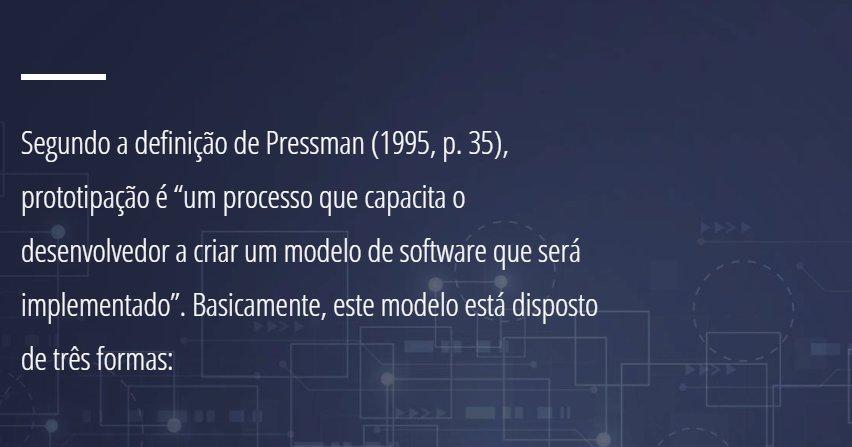 Segundo a definição de Pressman (1995, p. 35),
prototipação é “um processo que capacita o
desenvolvedor a criar um modelo de software que será
implementado”. Basicamente, este modelo está disposto
de três formas: